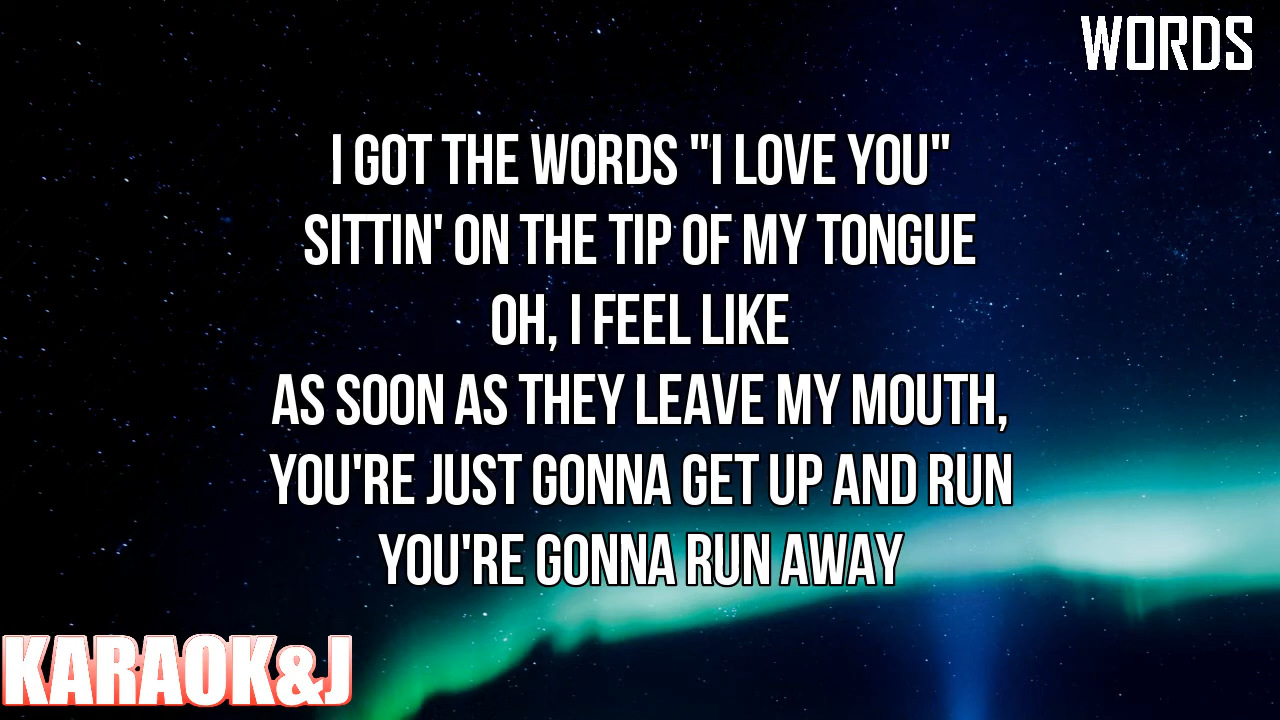 WORDS
I GOT THE WORDS "I LOVE YOU"
SITTIN' ON THE TIP OF MY TONGUE
OH, I FEEL LIKE
AS SOON AS THEY LEAVE MY MOUTH,
YOU'RE JUST GONNA GET UP AND RUN
YOU'RE GONNA RUN AWAY
KARAOK&J